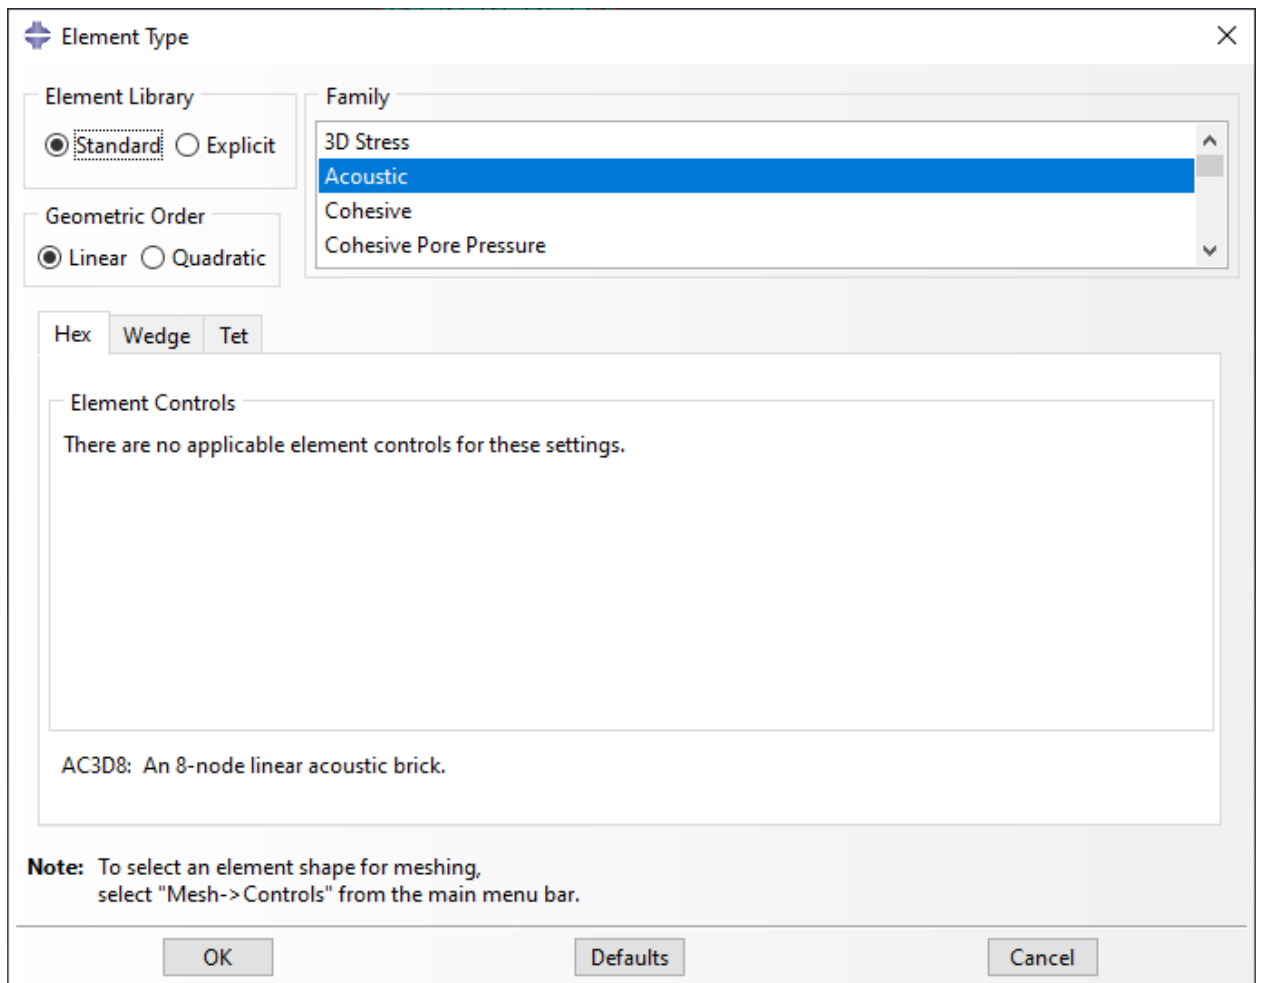 Element Type
Element Library
Standard Explicit
Geometric Order
Linear Quadratic
Family
3D Stress
Acoustic
Cohesive
Cohesive Pore Pressure
Hex Wedge Tet
Element Controls
There are no applicable element controls for these settings.
AC3D8: An 8-node linear acoustic brick.
Note: To select an element shape for meshing,
select "Mesh->Controls" from the main menu bar.
OK Defaults Cancel